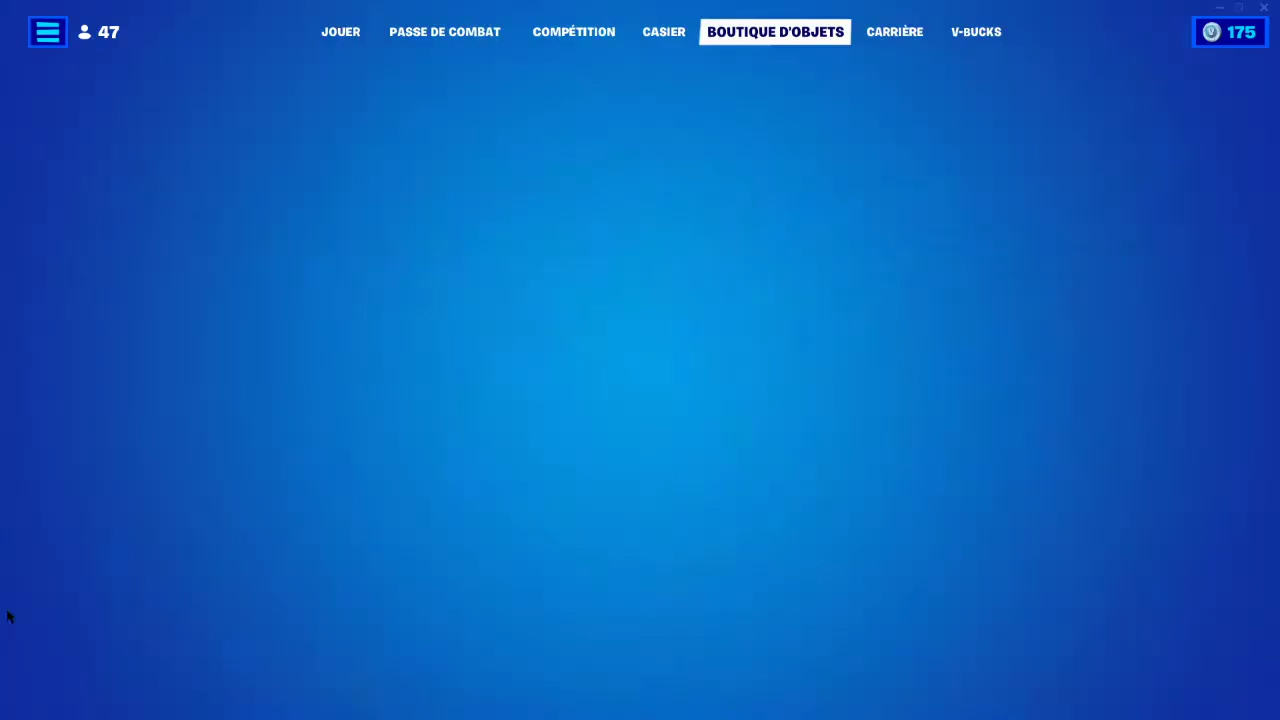 47
JOUER PASSE DE COMBAT COMPÉTITION CASIER BOUTIQUE D'OBJETS CARRIÈRE V-BUCKS
175